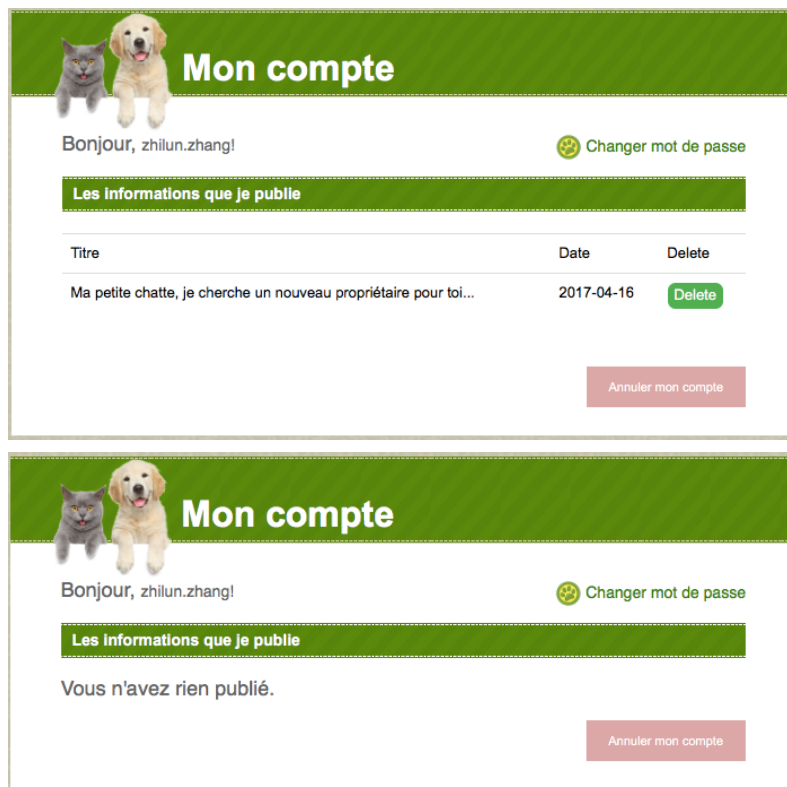 Mon compte
Bonjour, zhilun.zhang!
Changer mot de passe
Les informations que je publie
Titre Date Delete
Ma petite chatte, je cherche un nouveau propriétaire pour toi... 2017-04-16 Delete
Annuler mon compte
Mon compte
Bonjour, zhilun.zhang!
Changer mot de passe
Les informations que je publie
Vous n'avez rien publié.
Annuler mon compte